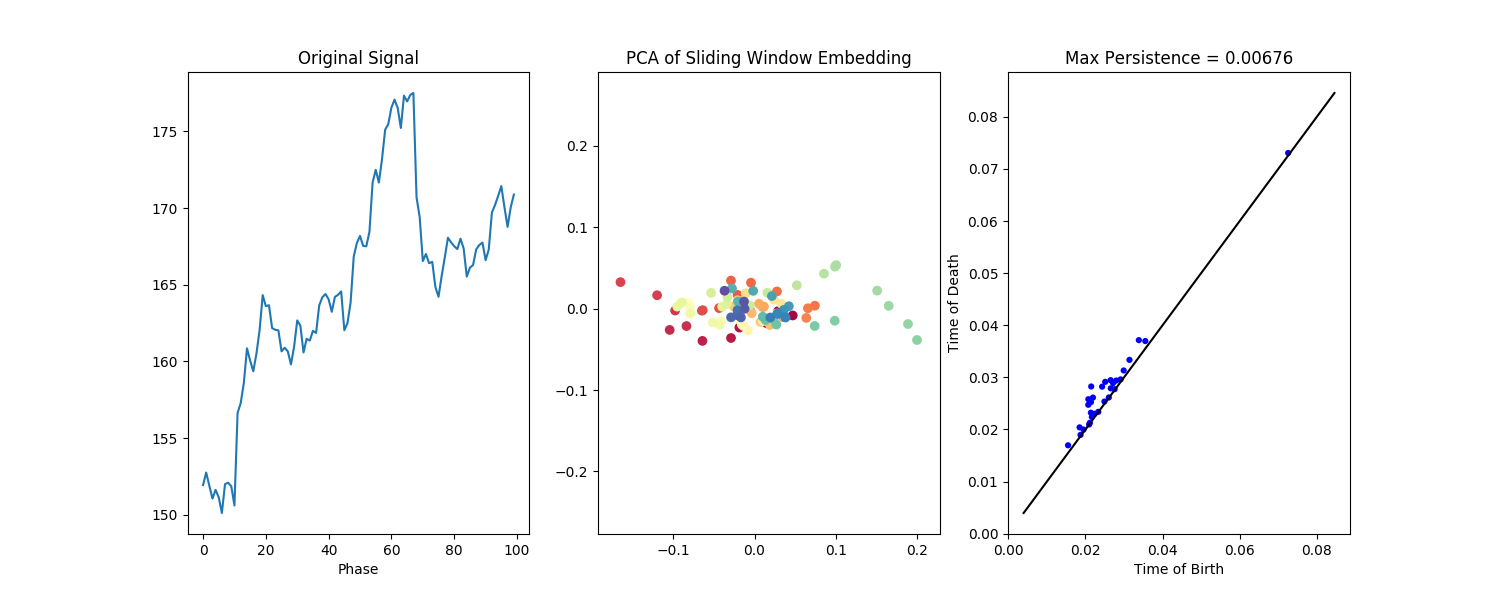 Original Signal
175
170
165
160
155
150
0 20 40 60 80 100
Phase
PCA of Sliding Window Embedding
0.2
0.1
0.0
−0.1
−0.2
−0.1 0.0 0.1 0.2
Max Persistence = 0.00676
Time of Death
0.08
0.07
0.06
0.05
0.04
0.03
0.02
0.01
0.00
0.00 0.02 0.04 0.06 0.08
Time of Birth